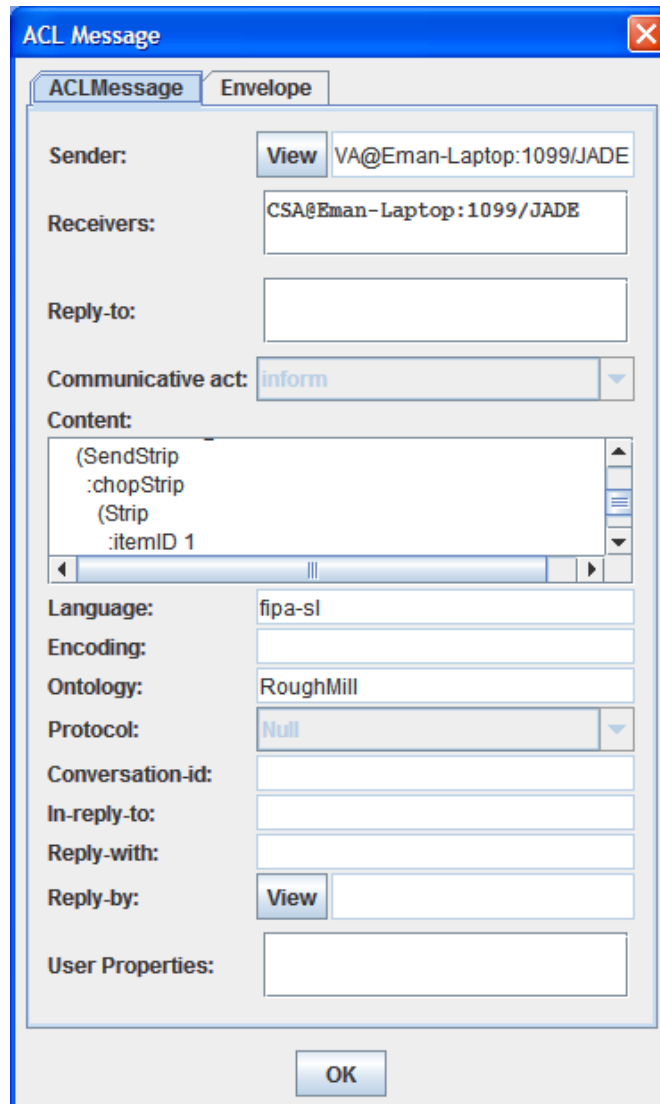 ACL Message
ACLMessage Envelope
Sender: View VA@Eman-Laptop:1099/JADE
Receivers: CSA@Eman-Laptop:1099/JADE
Reply-to:
Communicative act: inform
Content:
(SendStrip
:chopStrip
(Strip
:itemID 1
Language: fipa-sl
Encoding:
Ontology: RoughMill
Protocol: Null
Conversation-id:
In-reply-to:
Reply-with:
Reply-by: View
User Properties:
OK